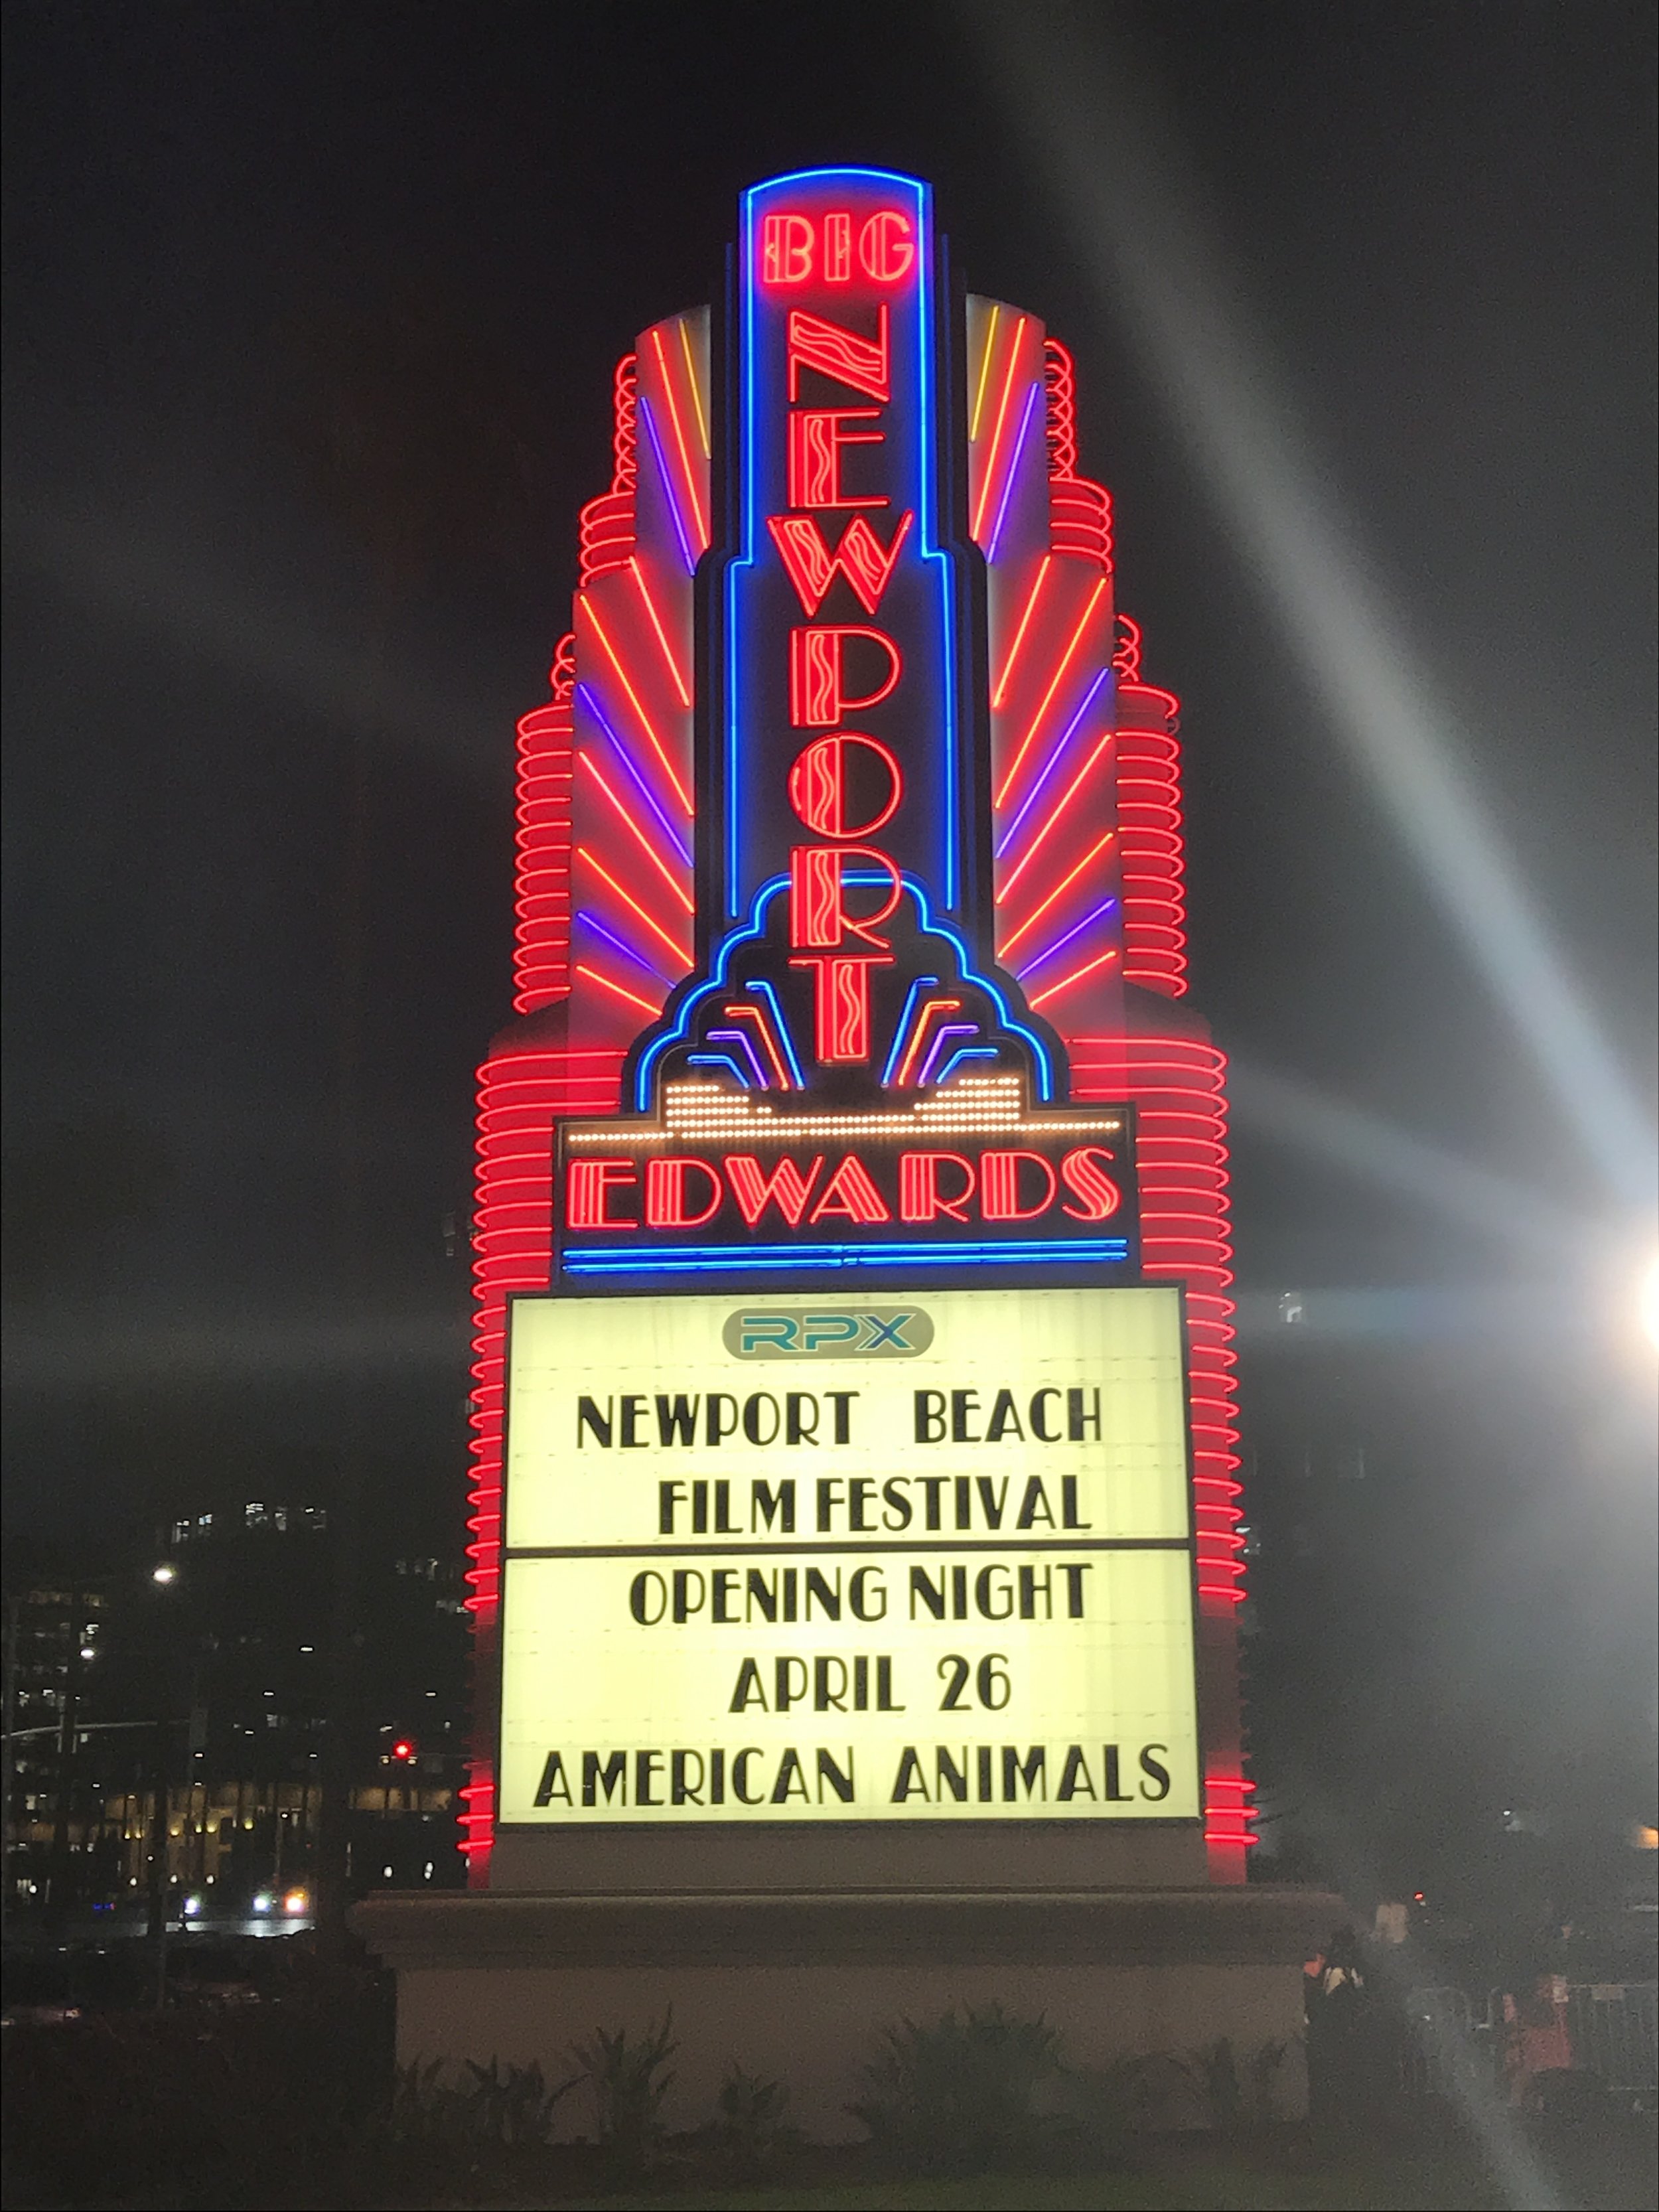 BIG
NEWPORT
EDWARDS
RPX
NEWPORT BEACH
FILM FESTIVAL
OPENING NIGHT
APRIL 26
AMERICAN ANIMALS